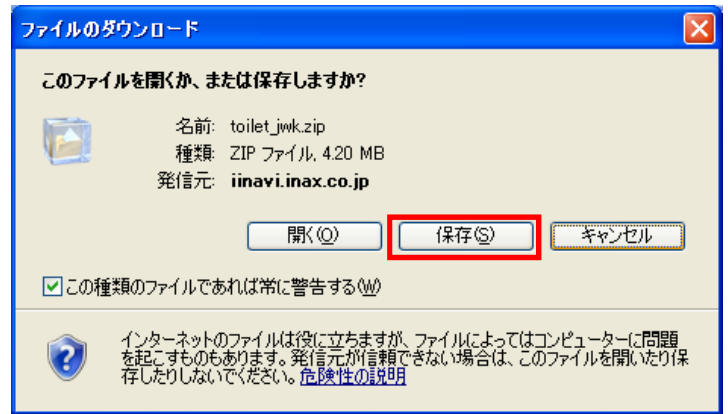 ファイルのダウンロード
このファイルを開くか、または保存しますか?
名前: toilet_jwk.zip
種類: ZIP ファイル, 4.20 MB
発信元: iinavi.inax.co.jp
開く(O) 保存(S) キャンセル
この種類のファイルであれば常に警告する(W)
インターネットのファイルは役に立ちますが、ファイルによってはコンピューターに問題
を起こすものもあります。発信元が信頼できない場合は、このファイルを開いたり保
存したりしないでください。危険性の説明